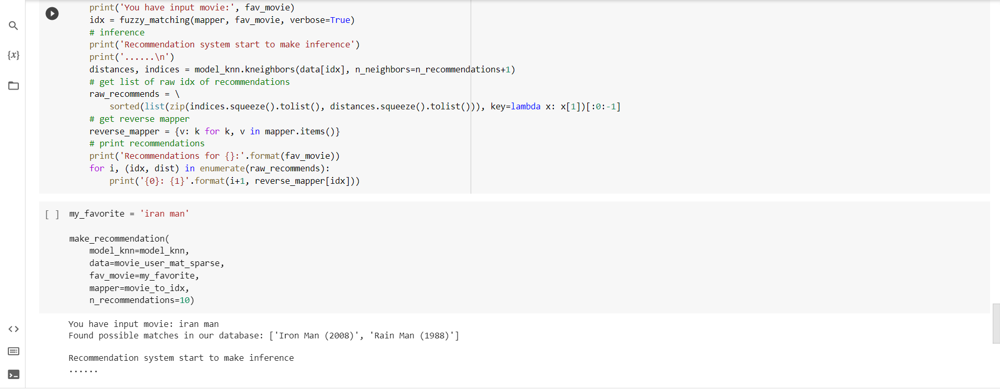 print('You have input movie:', fav_movie)
idx = fuzzy_matching(mapper, fav_movie, verbose=True)
# inference
print('Recommendation system start to make inference')
print('......\n')
distances, indices = model_knn.kneighbors(data[idx], n_neighbors=n_recommendations+1)
# get list of raw idx of recommendations
raw_recommends = \
sorted(list(zip(indices.squeeze().tolist(), distances.squeeze().tolist())), key=lambda x: x[1])[:0:-1]
# get reverse mapper
reverse_mapper = {v: k for k, v in mapper.items()}
# print recommendations
print('Recommendations for {}:'.format(fav_movie))
for i, (idx, dist) in enumerate(raw_recommends):
print('{0}: {1}'.format(i+1, reverse_mapper[idx]))
{x}
[ ] my_favorite = 'iran man'
make_recommendation(
model_knn=model_knn,
data=movie_user_mat_sparse,
fav_movie=my_favorite,
mapper=movie_to_idx,
n_recommendations=10)
You have input movie: iran man
Found possible matches in our database: ['Iron Man (2008)', 'Rain Man (1988)']
Recommendation system start to make inference
......